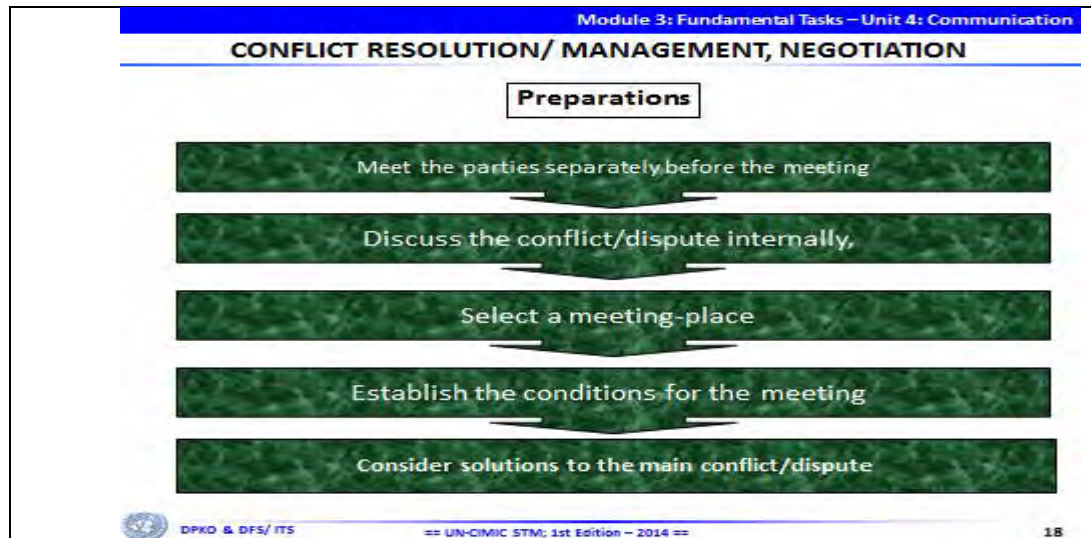 Module 3: Fundamental Tasks – Unit 4: Communication
CONFLICT RESOLUTION/ MANAGEMENT, NEGOTIATION
Preparations
Meet the parties separately before the meeting
Discuss the conflict/dispute internally,
Select a meeting-place
Establish the conditions for the meeting
Consider solutions to the main conflict/dispute
DPKO & DFS/ ITS
== UN-CIMIC STM; 1st Edition – 2014 ==
18